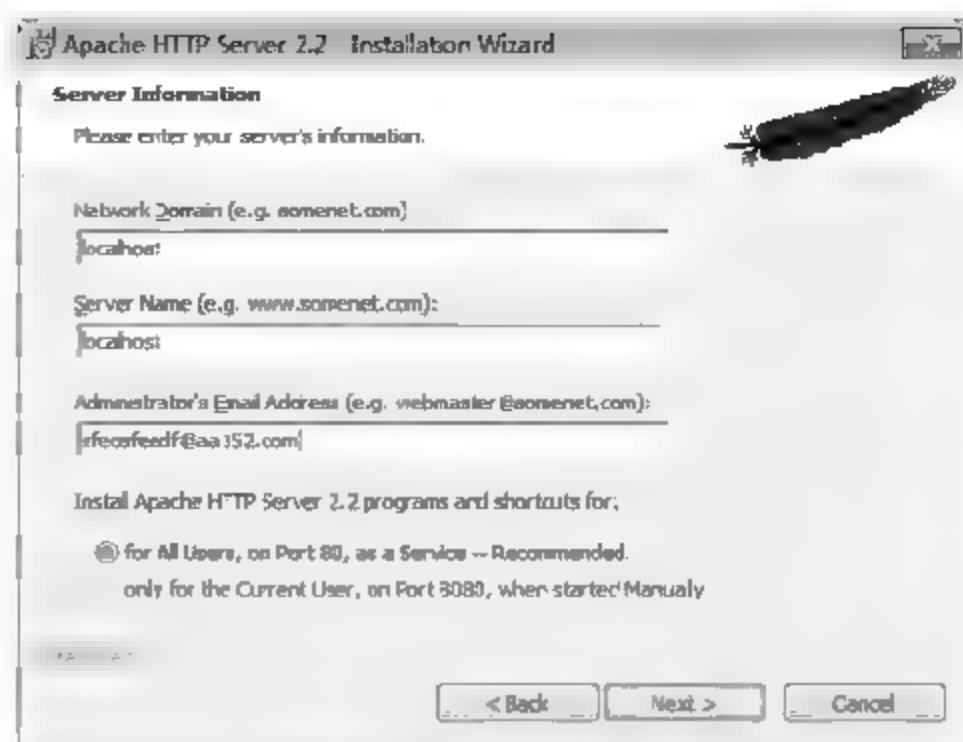 Apache HTTP Server 2.2 Installation Wizard
Server Information
Please enter your server's information.
Network Domain (e.g. somenet.com)
localhost
Server Name (e.g. www.somenet.com):
localhost
Administrator's Email Address (e.g. webmaster@somenet.com):
Install Apache HTTP Server 2.2 programs and shortcuts for:
for All Users, on Port 80, as a Service -- Recommended.
only for the Current User, on Port 8080, when started Manually
< Back Next > Cancel